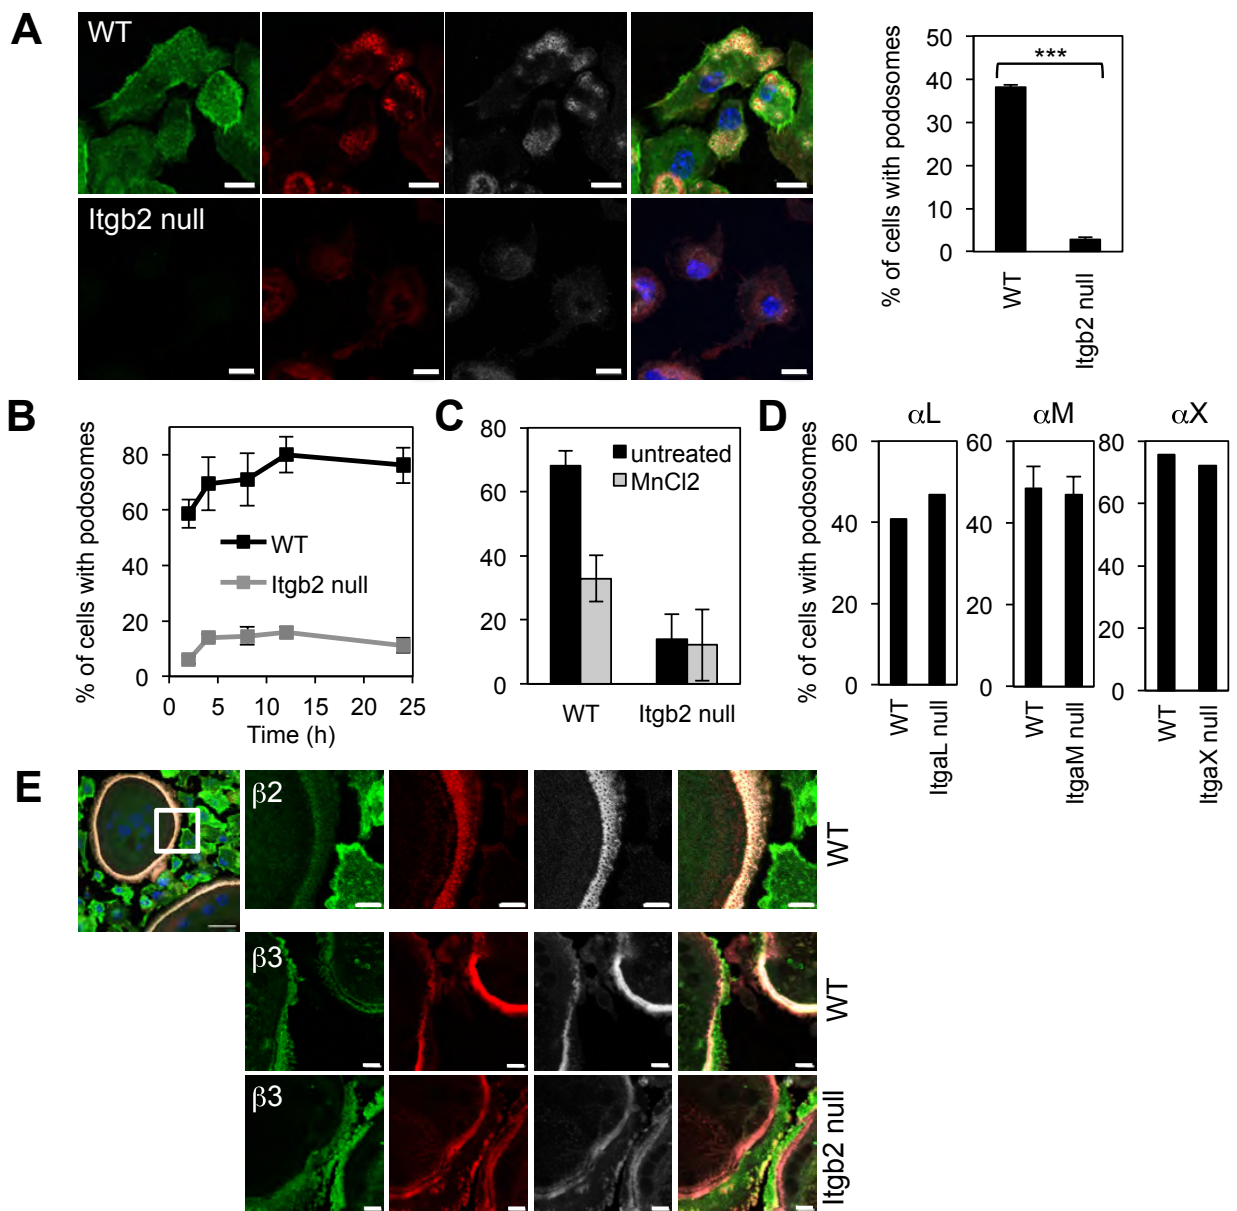 A
WT
Itgb2 null
% of cells with podosomes
50
40
30
20
10
0
***
WT
Itgb2 null
B
% of cells with podosomes
80
60
40
20
0
WT
Itgb2 null
0 5 10 15 20 25
Time (h)
C
80
60
40
20
0
untreated
MnCl2
WT Itgb2 null
D
% of cells with podosomes
αL
60
40
20
0
WT
ItgaL null
αM
60
40
20
0
WT
ItgaM null
αX
80
60
40
20
0
WT
ItgaX null
E
β2
WT
β3
WT
β3
Itgb2 null